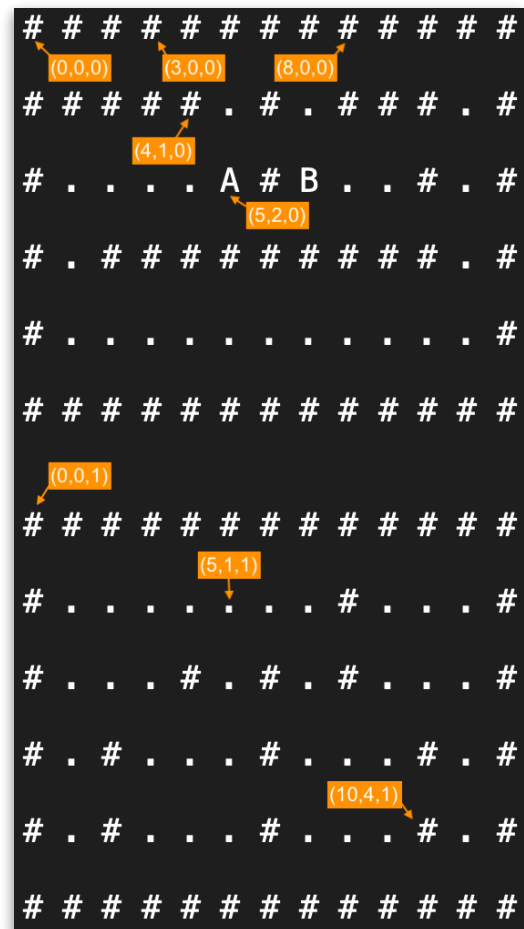 # # # # # # # # # # # # #
(0,0,0) (3,0,0) (8,0,0)
# # # # # . # . # # # . #
(4,1,0)
# . . . . A # B . . # . #
(5,2,0)
# . # # # # # # # # # . #
# . . . . . . . . . . . #
# # # # # # # # # # # # #
(0,0,1)
# # # # # # # # # # # # #
(5,1,1)
# . . . . . . . # . . . #
# . . . # . # . # . . . #
# . # . . . # . . . # . #
(10,4,1)
# . # . . . # . . . # . #
# # # # # # # # # # # # #